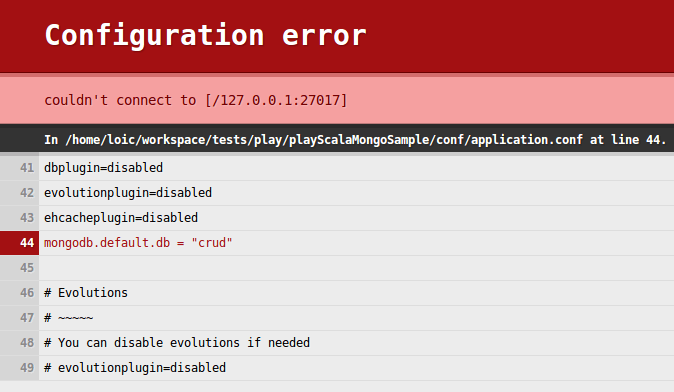 Configuration error
couldn't connect to [/127.0.0.1:27017]
In /home/loic/workspace/tests/play/playScalaMongoSample/conf/application.conf at line 44.
41 dbplugin=disabled
42 evolutionplugin=disabled
43 ehcacheplugin=disabled
44 mongodb.default.db = "crud"
45
46 # Evolutions
47 # ~~~~~
48 # You can disable evolutions if needed
49 # evolutionplugin=disabled